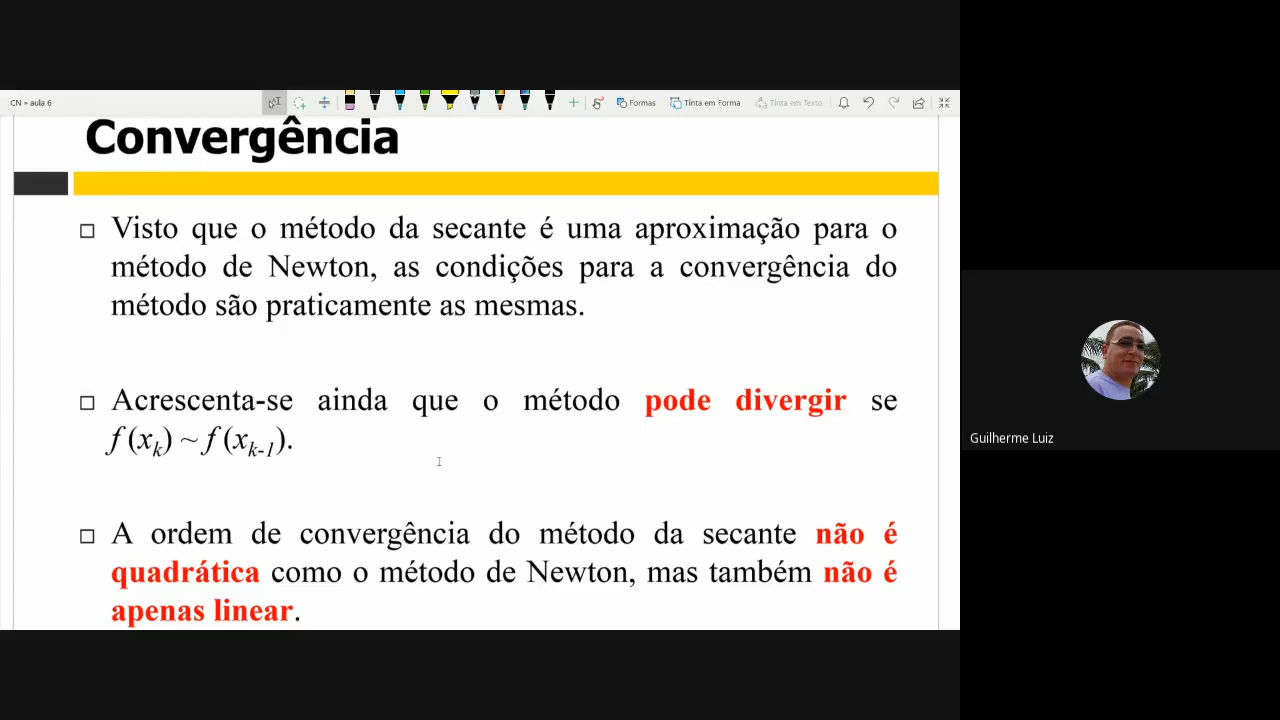 CN = aula 6
Formas
Tinta em Forma
Tinta em Texto
Convergência
Visto que o método da secante é uma aproximação para o
método de Newton, as condições para a convergência do
método são praticamente as mesmas.
Acrescenta-se ainda que o método pode divergir se
f (xk) ~ f (xk-1).
A ordem de convergência do método da secante não é
quadrática como o método de Newton, mas também não é
apenas linear.
Guilherme Luiz